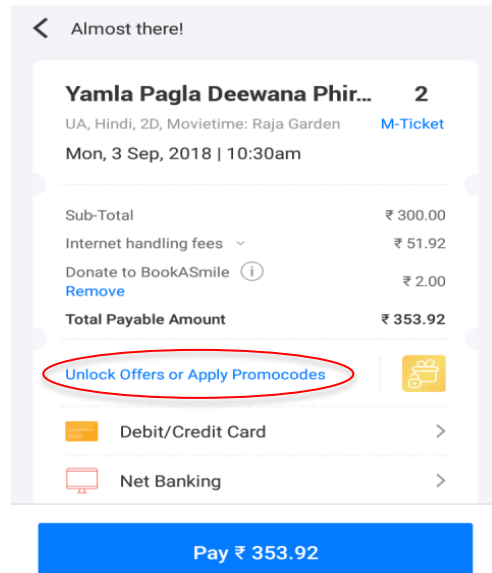 Almost there!
Yamla Pagla Deewana Phir... 2
UA, Hindi, 2D, Movietime: Raja Garden M-Ticket
Mon, 3 Sep, 2018 | 10:30am
Sub-Total ₹ 300.00
Internet handling fees ₹ 51.92
Donate to BookASmile i ₹ 2.00
Remove
Total Payable Amount ₹ 353.92
Unlock Offers or Apply Promocodes
Debit/Credit Card
Net Banking
Pay ₹ 353.92